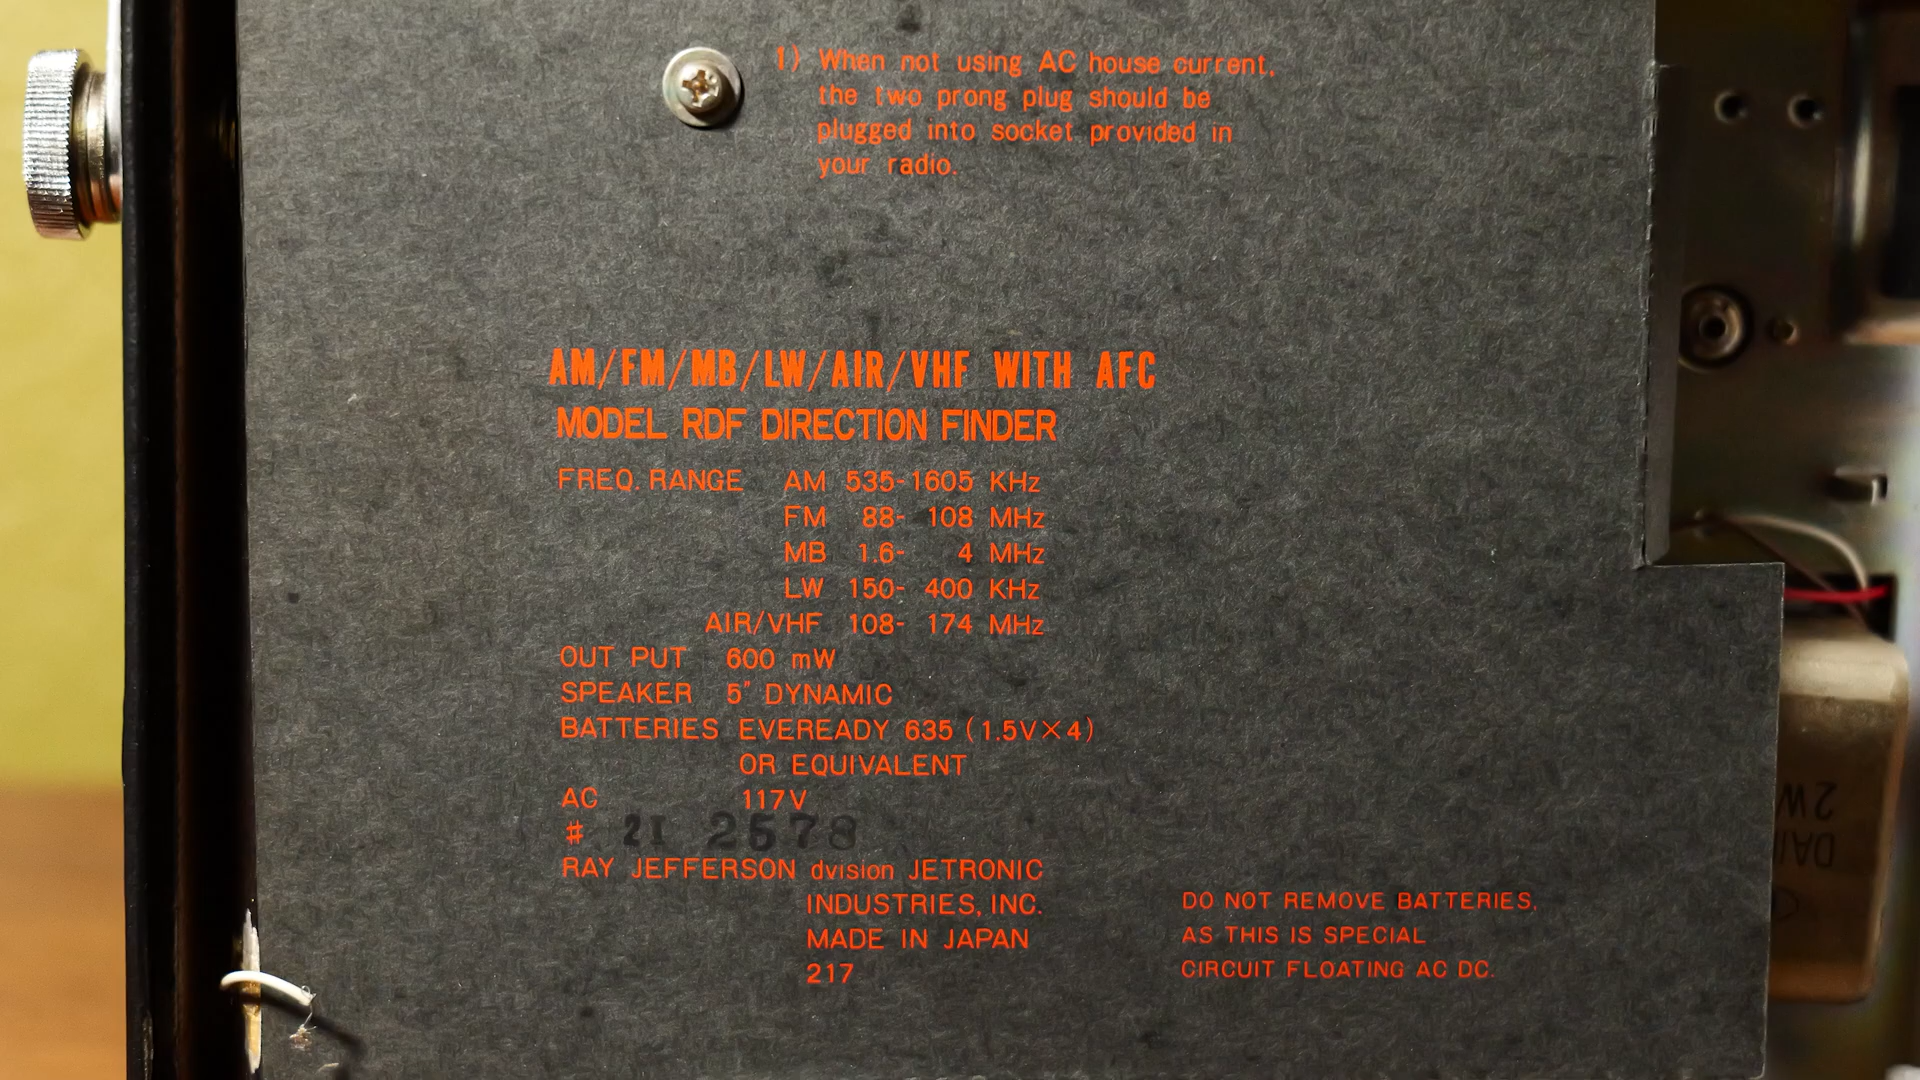 1) When not using AC house current,
the two prong plug should be
plugged into socket provided in
your radio.
AM/FM/MB/LW/AIR/VHF WITH AFC
MODEL RDF DIRECTION FINDER
FREQ. RANGE AM 535-1605 KHz
FM 88- 108 MHz
MB 1.6- 4 MHz
LW 150- 400 KHz
AIR/VHF 108- 174 MHz
OUT PUT 600 mW
SPEAKER 5" DYNAMIC
BATTERIES EVEREADY 635 (1.5V×4)
OR EQUIVALENT
AC 117V
# 21 2578
RAY JEFFERSON dvision JETRONIC
INDUSTRIES, INC.
MADE IN JAPAN
217
DO NOT REMOVE BATTERIES,
AS THIS IS SPECIAL
CIRCUIT FLOATING AC DC.
2W